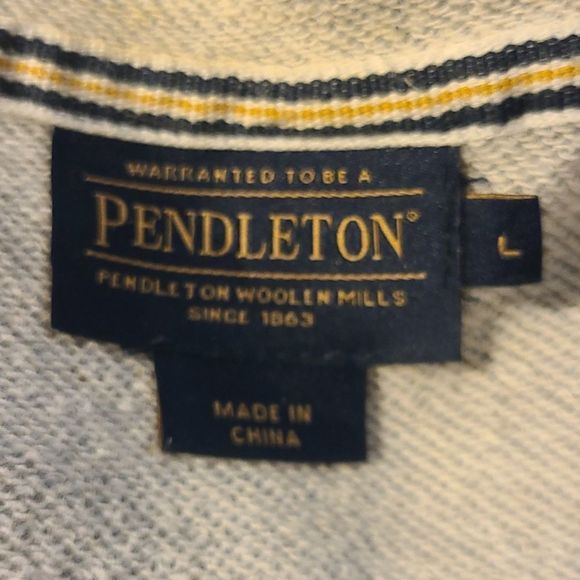 WARRANTED TO BE A
PENDLETON®
PENDLETON WOOLEN MILLS
SINCE 1863
L
MADE IN
CHINA